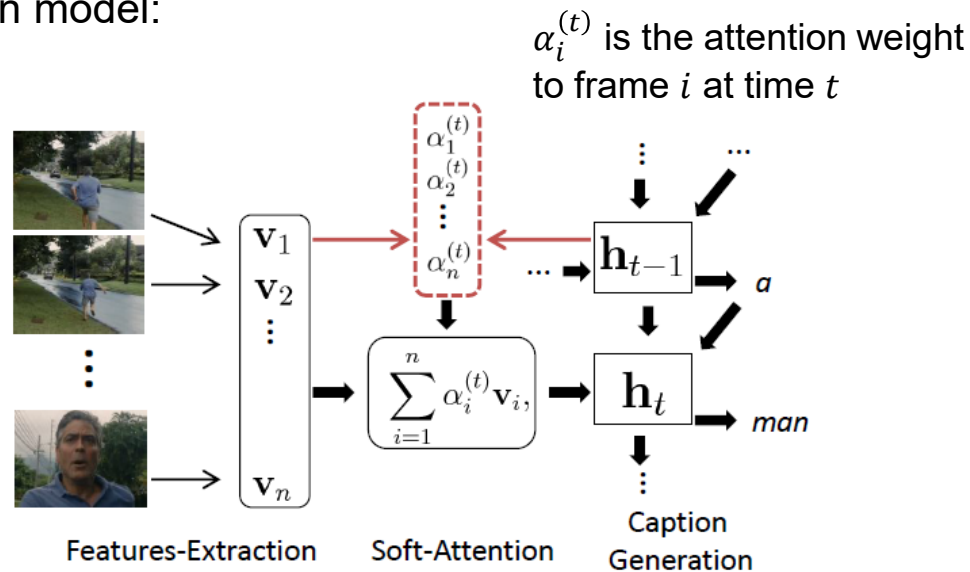 n model:
α_i^(t) is the attention weight
to frame i at time t
α_1^(t)
α_2^(t)
⋮
α_n^(t)
v_1
v_2
⋮
v_n
⋮
∑_{i=1}^{n} α_i^(t) v_i,
⋮
...
...
h_{t-1}
a
h_t
man
⋮
Features-Extraction
Soft-Attention
Caption
Generation